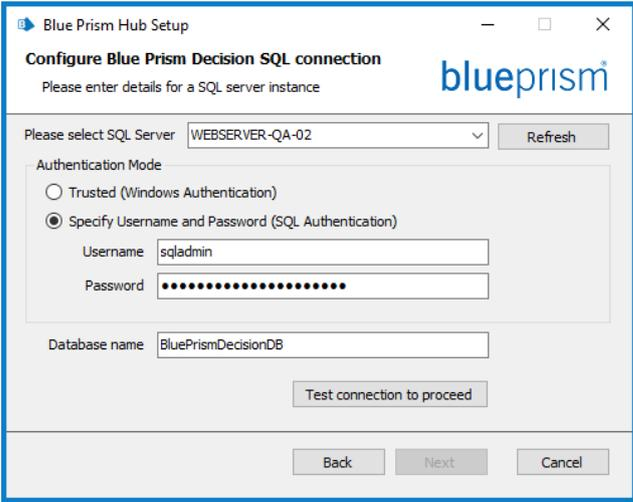 Blue Prism Hub Setup
Configure Blue Prism Decision SQL connection
Please enter details for a SQL server instance
blueprism®
Please select SQL Server WEBSERVER-QA-02 Refresh
Authentication Mode
Trusted (Windows Authentication)
Specify Username and Password (SQL Authentication)
Username sqladmin
Password •••••••••••••••••••••
Database name BluePrismDecisionDB
Test connection to proceed
Back Next Cancel